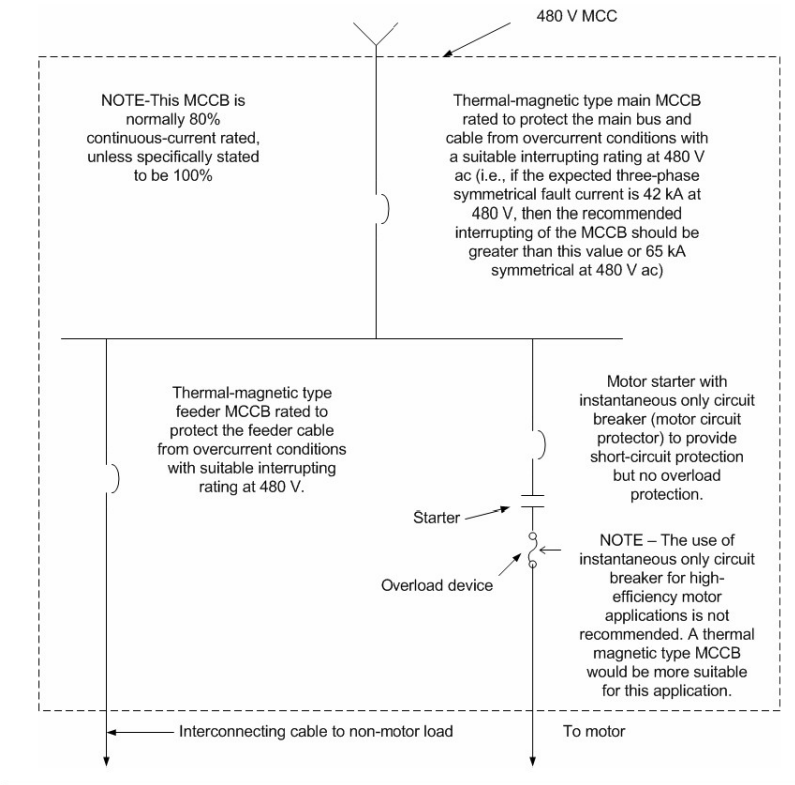 480 V MCC
NOTE-This MCCB is
normally 80%
continuous-current rated,
unless specifically stated
to be 100%
Thermal-magnetic type main MCCB
rated to protect the main bus and
cable from overcurrent conditions with
a suitable interrupting rating at 480 V
ac (i.e., if the expected three-phase
symmetrical fault current is 42 kA at
480 V, then the recommended
interrupting of the MCCB should be
greater than this value or 65 kA
symmetrical at 480 V ac)
Thermal-magnetic type
feeder MCCB rated to
protect the feeder cable
from overcurrent conditions
with suitable interrupting
rating at 480 V.
Motor starter with
instantaneous only circuit
breaker (motor circuit
protector) to provide
short-circuit protection
but no overload
protection.
Starter
Overload device
NOTE – The use of
instantaneous only circuit
breaker for high-
efficiency motor
applications is not
recommended. A thermal
magnetic type MCCB
would be more suitable
for this application.
Interconnecting cable to non-motor load
To motor